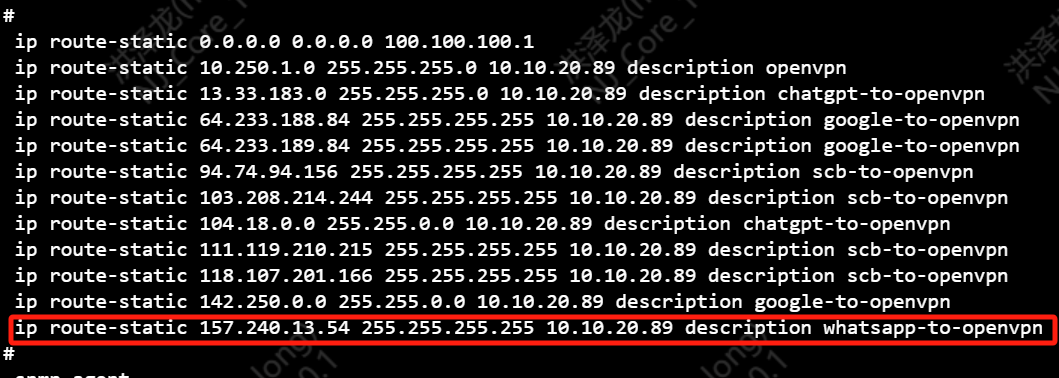 #
ip route-static 0.0.0.0 0.0.0.0 100.100.100.1
ip route-static 10.250.1.0 255.255.255.0 10.10.20.89 description openvpn
ip route-static 13.33.183.0 255.255.255.0 10.10.20.89 description chatgpt-to-openvpn
ip route-static 64.233.188.84 255.255.255.255 10.10.20.89 description google-to-openvpn
ip route-static 64.233.189.84 255.255.255.255 10.10.20.89 description google-to-openvpn
ip route-static 94.74.94.156 255.255.255.255 10.10.20.89 description scb-to-openvpn
ip route-static 103.208.214.244 255.255.255.255 10.10.20.89 description scb-to-openvpn
ip route-static 104.18.0.0 255.255.0.0 10.10.20.89 description chatgpt-to-openvpn
ip route-static 111.119.210.215 255.255.255.255 10.10.20.89 description scb-to-openvpn
ip route-static 118.107.201.166 255.255.255.255 10.10.20.89 description scb-to-openvpn
ip route-static 142.250.0.0 255.255.0.0 10.10.20.89 description google-to-openvpn
ip route-static 157.240.13.54 255.255.255.255 10.10.20.89 description whatsapp-to-openvpn
#